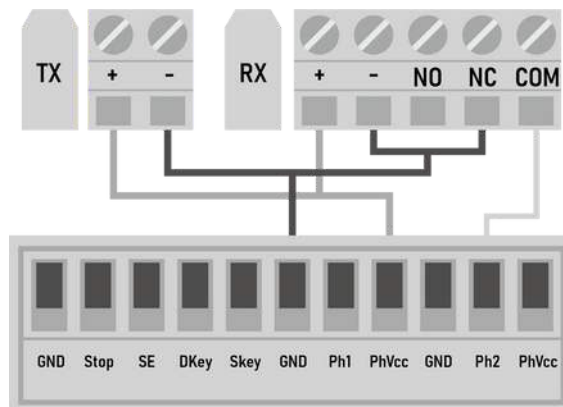 TX + - RX + - NO NC COM
GND Stop SE DKey Skey GND Ph1 PhVcc GND Ph2 PhVcc